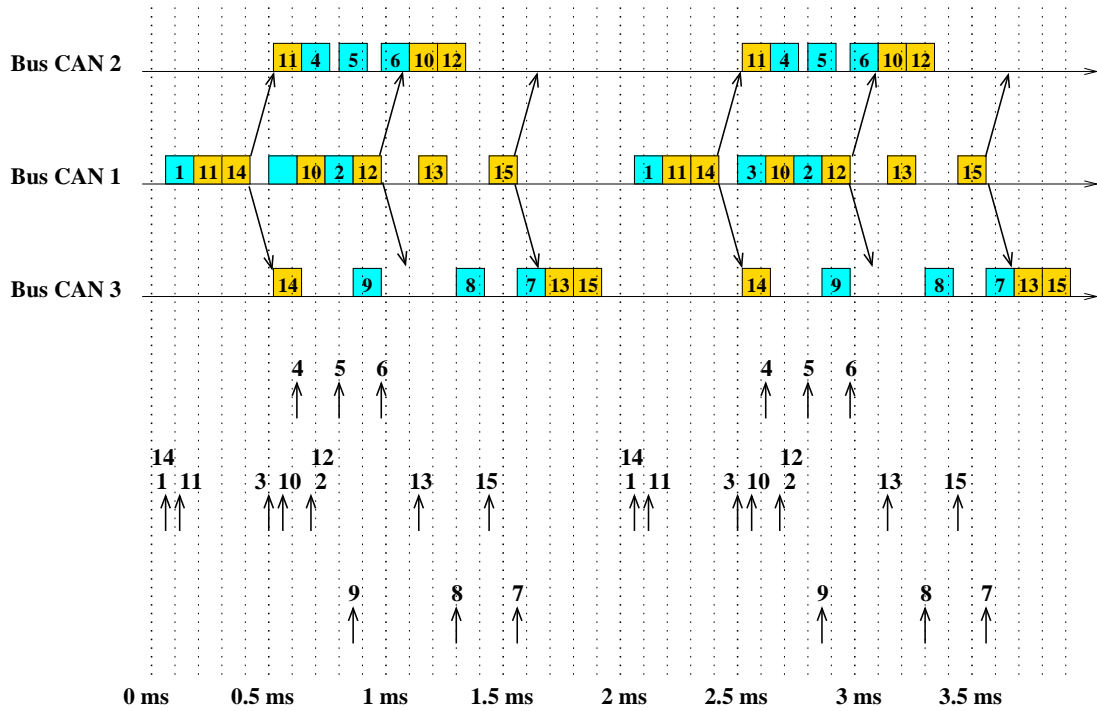 Bus CAN 2
11 4 5 6 10 12 11 4 5 6 10 12
Bus CAN 1
1 11 14 10 2 12 13 15 1 11 14 3 10 2 12 13 15
Bus CAN 3
14 9 8 7 13 15 14 9 8 7 13 15
4 5 6 4 5 6
14 12 14 12
1 11 3 10 2 13 15 1 11 3 10 2 13 15
9 8 7 9 8 7
0 ms 0.5 ms 1 ms 1.5 ms 2 ms 2.5 ms 3 ms 3.5 ms